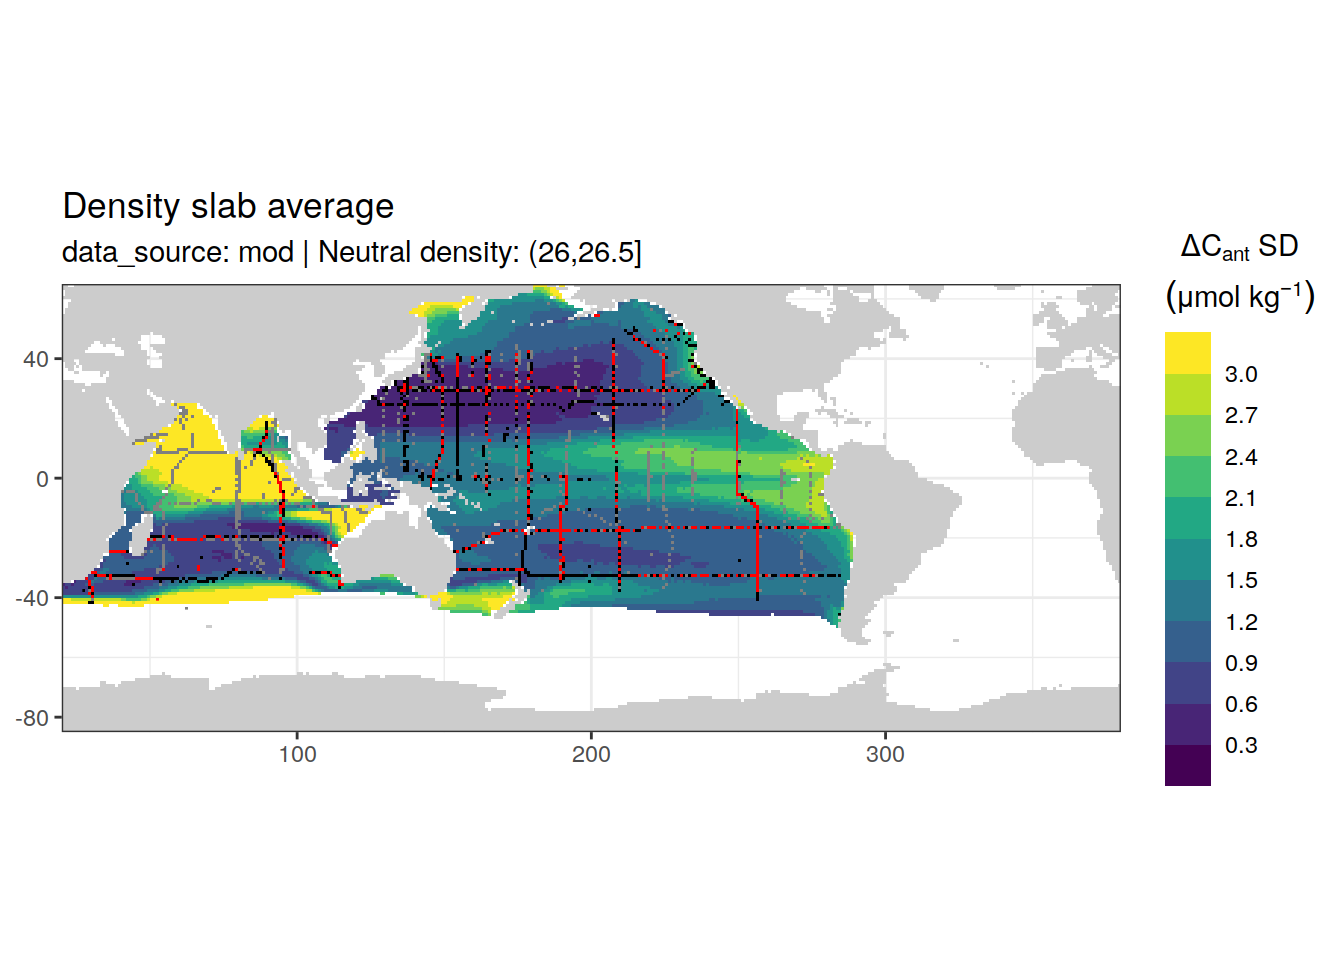 Density slab average
data_source: mod | Neutral density: (26,26.5]
ΔCant SD
(μmol kg⁻¹)
3.0
2.7
2.4
2.1
1.8
1.5
1.2
0.9
0.6
0.3
40
0
-40
-80
100 200 300